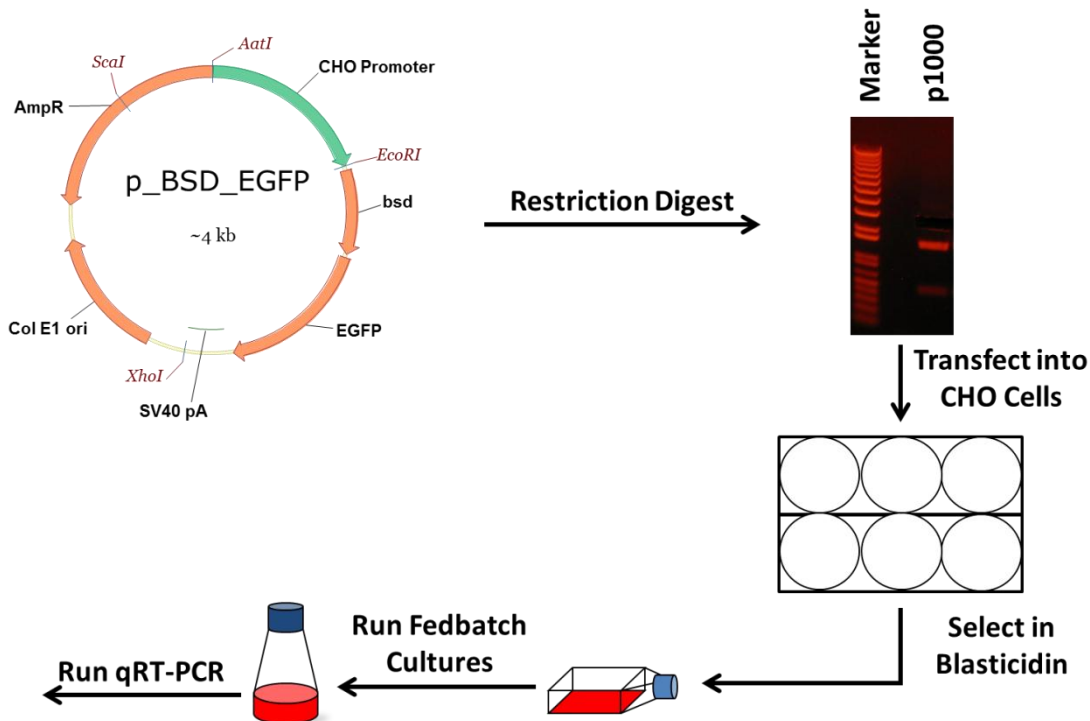 AatI
ScaI
CHO Promoter
AmpR
EcoRI
p_BSD_EGFP
bsd
~4 kb
Col E1 ori
EGFP
XhoI
SV40 pA
Restriction Digest
Marker
p1000
Transfect into
CHO Cells
Select in
Blasticidin
Run Fedbatch
Cultures
Run qRT-PCR